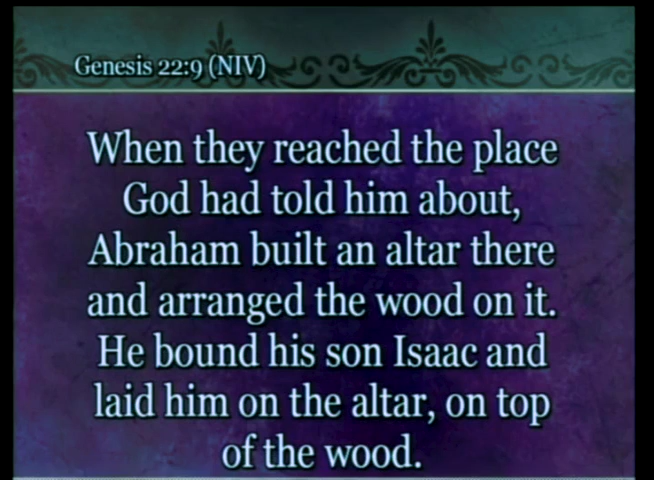 Genesis 22:9 (NIV)
When they reached the place
God had told him about,
Abraham built an altar there
and arranged the wood on it.
He bound his son Isaac and
laid him on the altar, on top
of the wood.